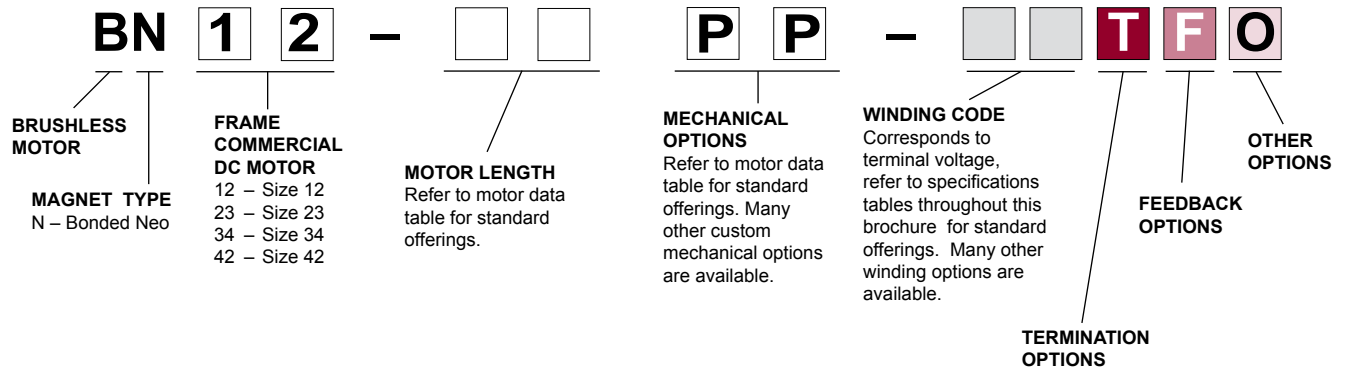 BN 1 2 – P P – T F O
BRUSHLESS
MOTOR
MAGNET TYPE
N – Bonded Neo
FRAME
COMMERCIAL
DC MOTOR
12 – Size 12
23 – Size 23
34 – Size 34
42 – Size 42
MOTOR LENGTH
Refer to motor data
table for standard
offerings.
MECHANICAL
OPTIONS
Refer to motor data
table for standard
offerings. Many
other custom
mechanical options
are available.
WINDING CODE
Corresponds to
terminal voltage,
refer to specifications
tables throughout this
brochure for standard
offerings. Many other
winding options are
available.
TERMINATION
OPTIONS
FEEDBACK
OPTIONS
OTHER
OPTIONS